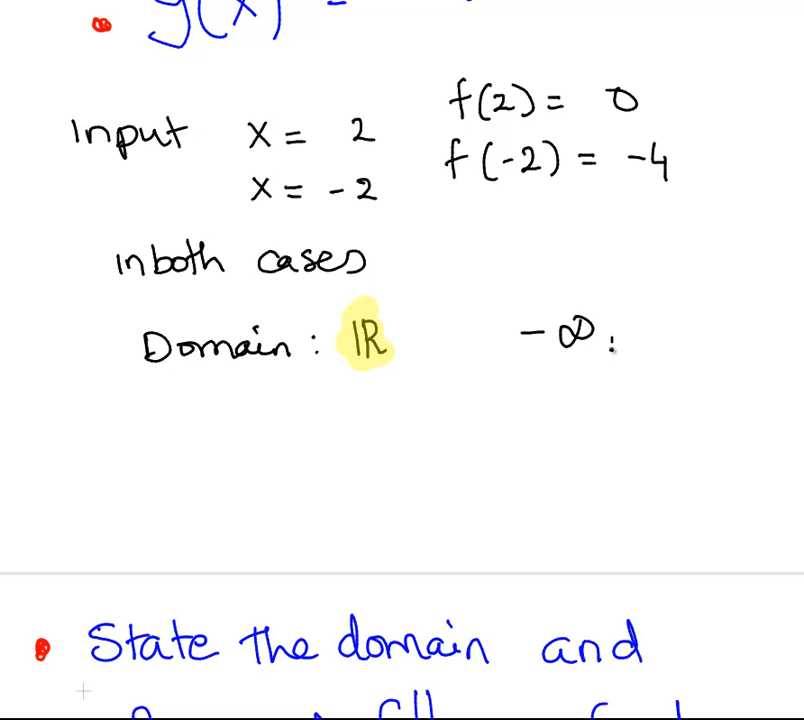 • g(x) =
Input x = 2 f(2) = 0
x = -2 f(-2) = -4
in both cases
Domain : ℝ -∞ :
• State the domain and